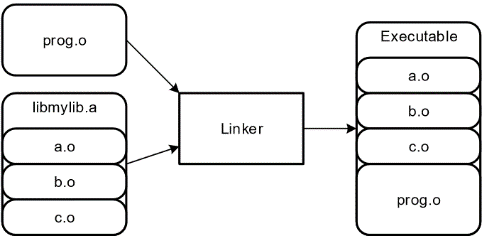 prog.o
libmylib.a
a.o
b.o
c.o
Linker
Executable
a.o
b.o
c.o
prog.o